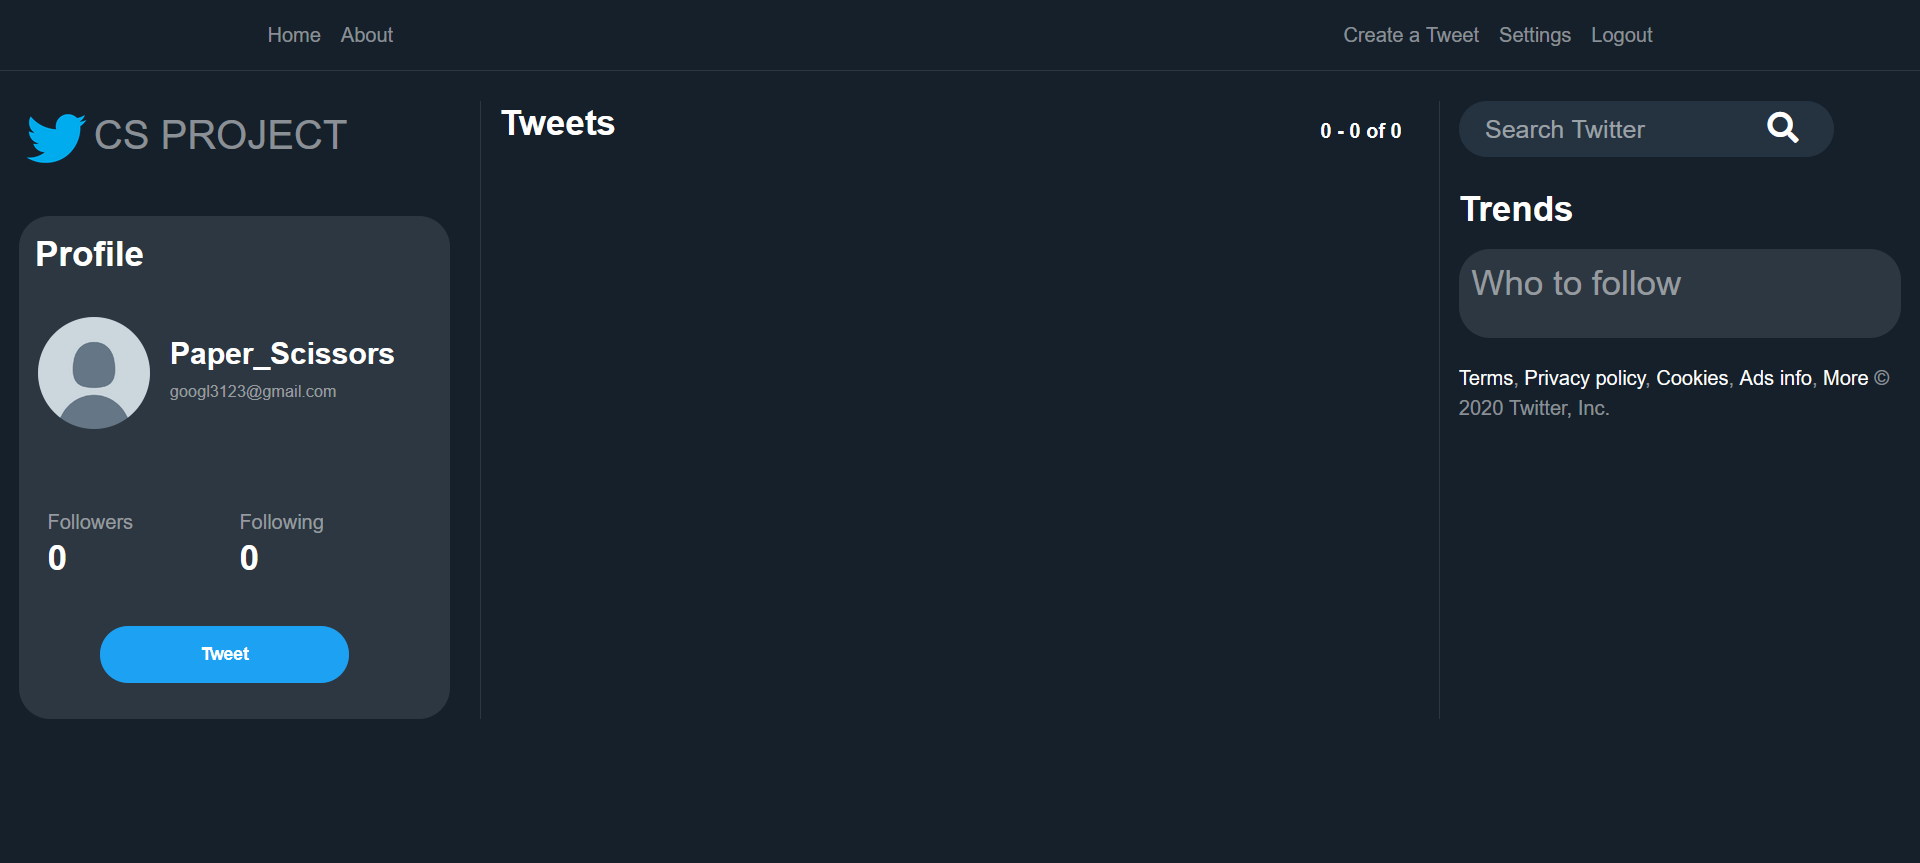 Home About
Create a Tweet Settings Logout
CS PROJECT
Profile
Paper_Scissors
googl3123@gmail.com
Followers Following
0 0
Tweet
Tweets
0 - 0 of 0
Search Twitter
Trends
Who to follow
Terms, Privacy policy, Cookies, Ads info, More ©
2020 Twitter, Inc.